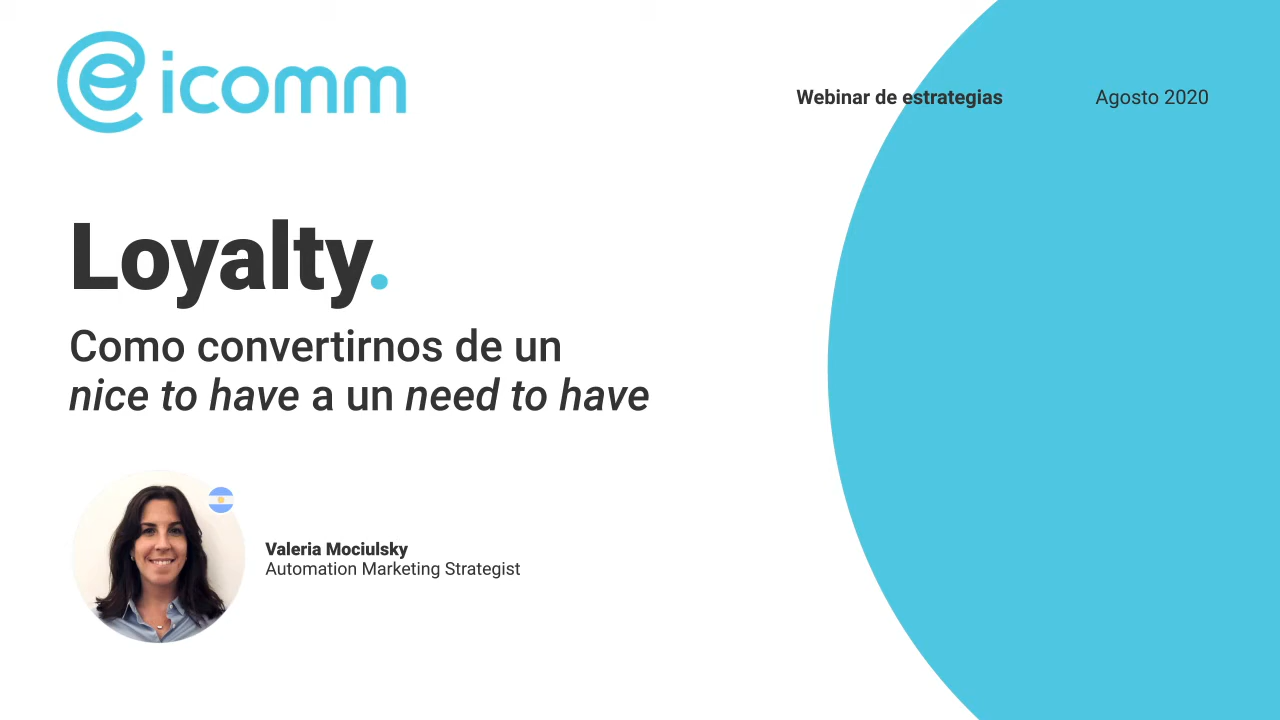 icomm
Webinar de estrategias
Agosto 2020
Loyalty.
Como convertirnos de un
nice to have a un need to have
Valeria Mociulsky
Automation Marketing Strategist